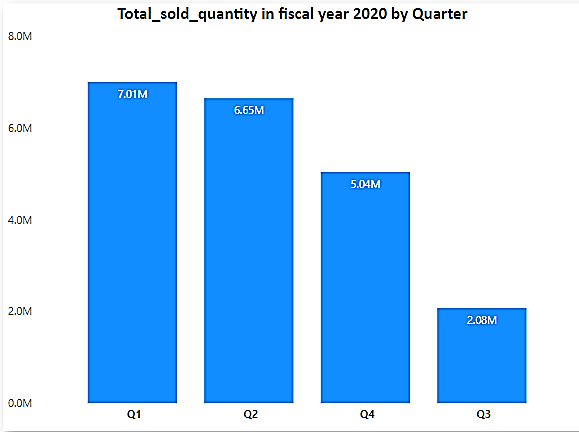 Total_sold_quantity in fiscal year 2020 by Quarter
8.0M
6.0M
4.0M
2.0M
0.0M
7.01M
6.65M
5.04M
2.08M
Q1 Q2 Q4 Q3